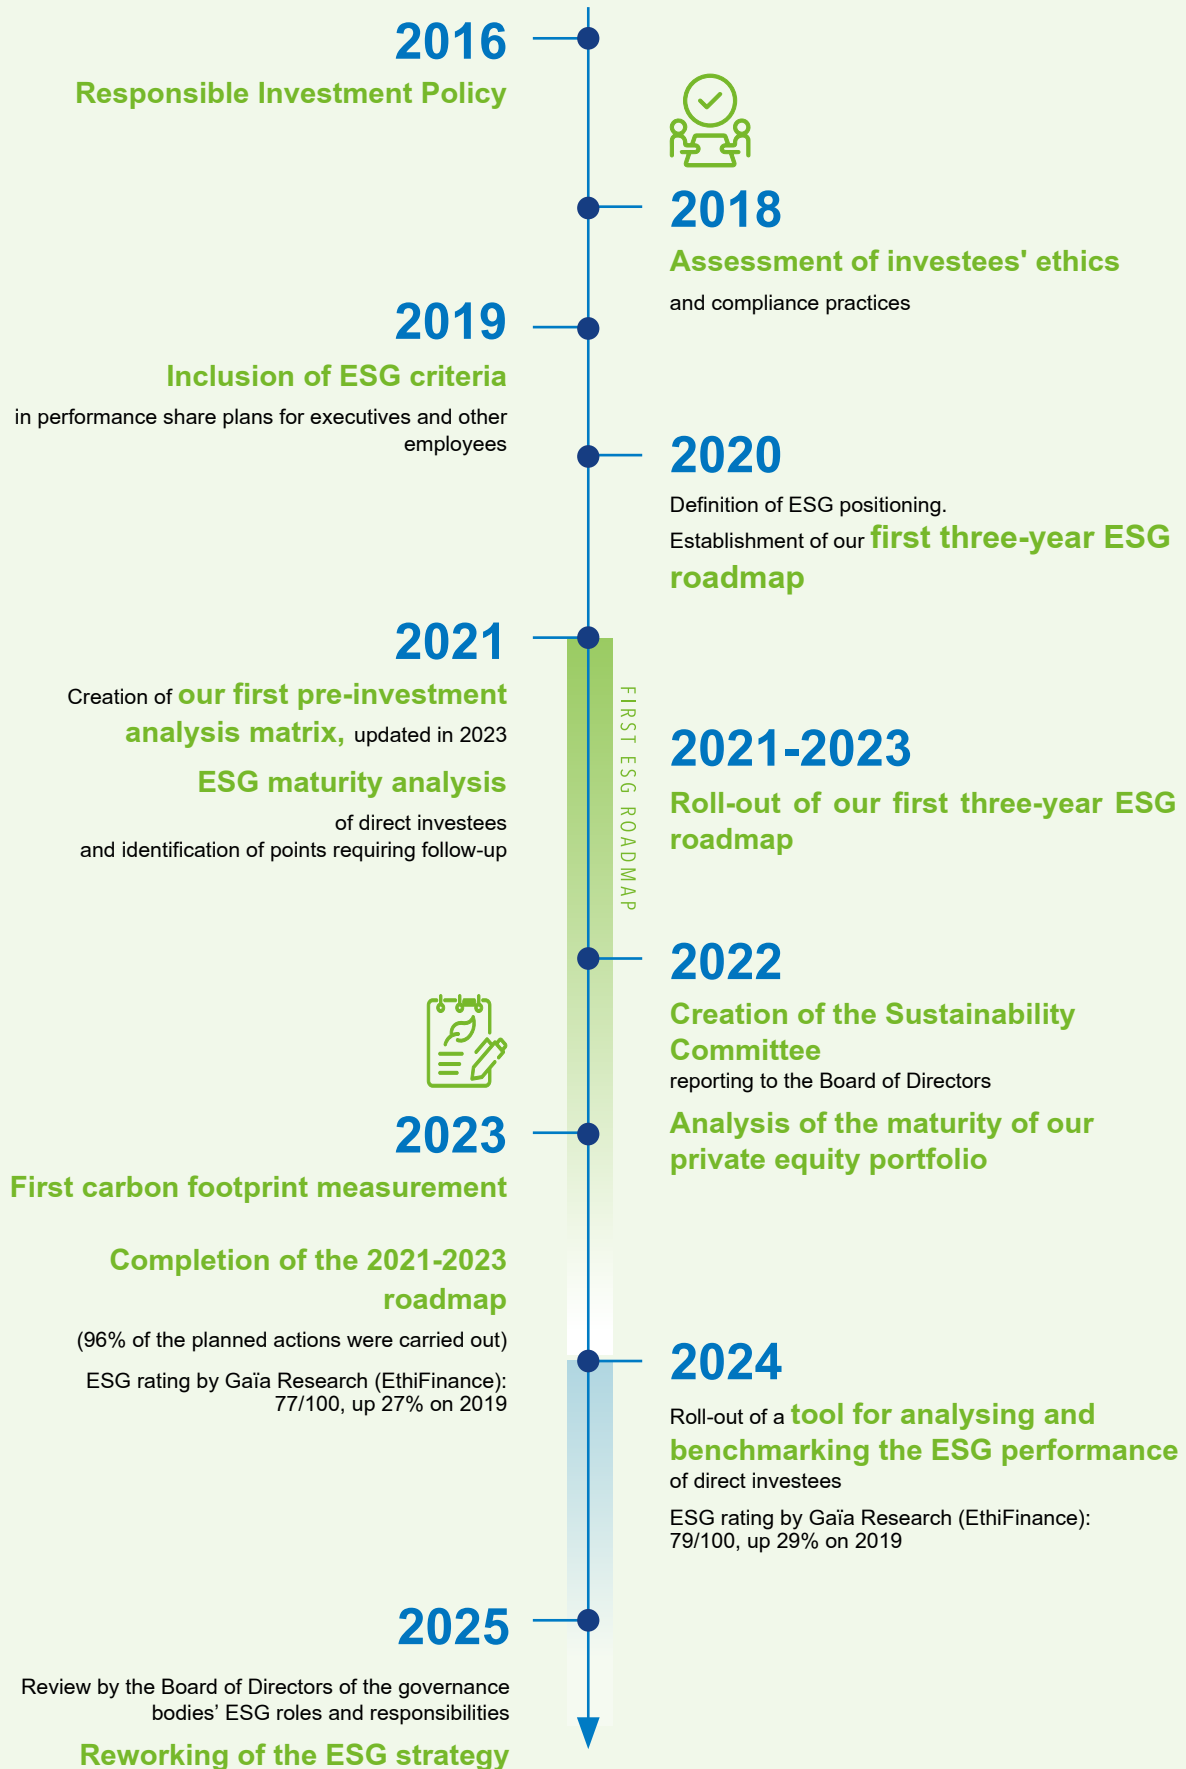 2016
Responsible Investment Policy
2018
Assessment of investees' ethics
and compliance practices
2019
Inclusion of ESG criteria
in performance share plans for executives and other
employees
2020
Definition of ESG positioning.
Establishment of our first three-year ESG
roadmap
2021
Creation of our first pre-investment
analysis matrix, updated in 2023
ESG maturity analysis
of direct investees
and identification of points requiring follow-up
FIRST ESG ROADMAP
2021-2023
Roll-out of our first three-year ESG
roadmap
2022
Creation of the Sustainability
Committee
reporting to the Board of Directors
Analysis of the maturity of our
private equity portfolio
2023
First carbon footprint measurement
Completion of the 2021-2023
roadmap
(96% of the planned actions were carried out)
ESG rating by Gaïa Research (EthiFinance):
77/100, up 27% on 2019
2024
Roll-out of a tool for analysing and
benchmarking the ESG performance
of direct investees
ESG rating by Gaïa Research (EthiFinance):
79/100, up 29% on 2019
2025
Review by the Board of Directors of the governance
bodies’ ESG roles and responsibilities
Reworking of the ESG strategy